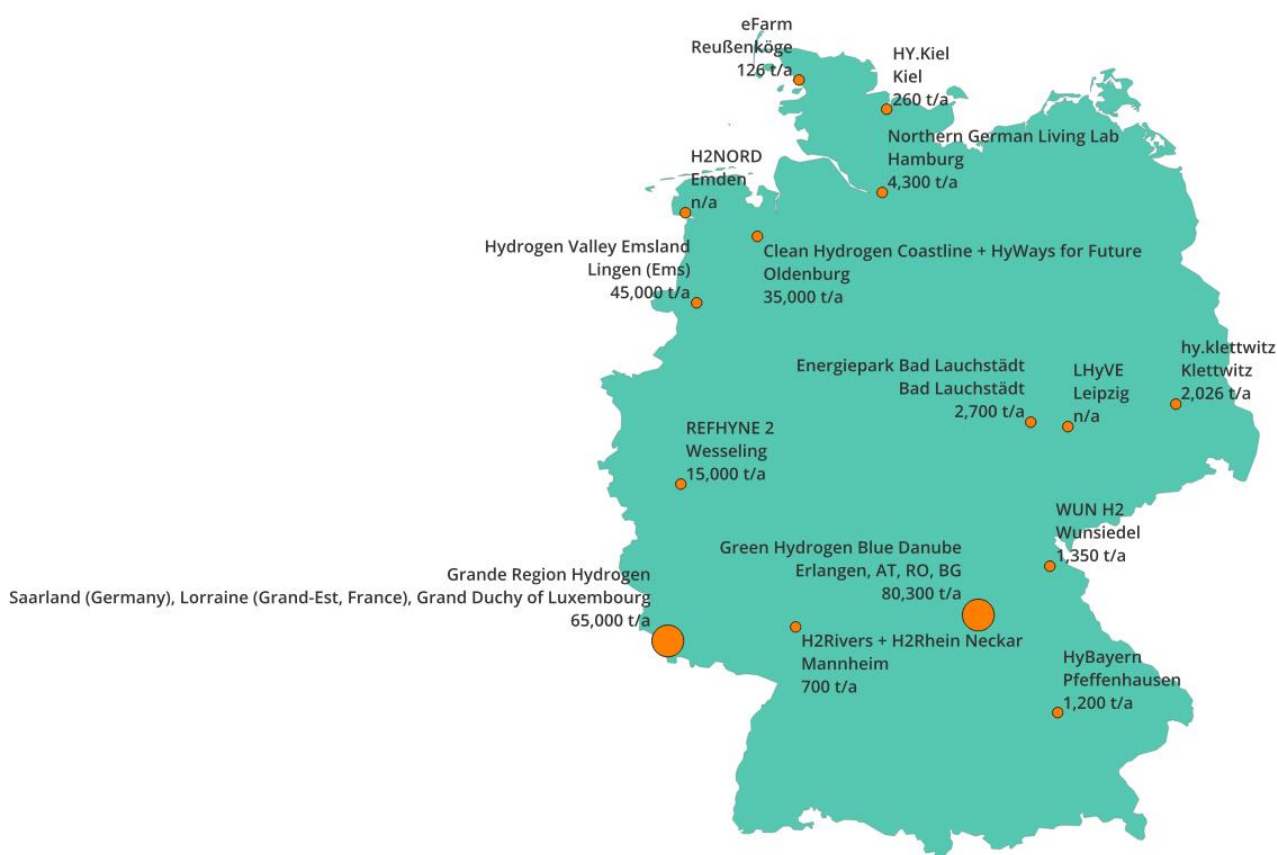 eFarm
Reußenköge
126 t/a
HY.Kiel
Kiel
260 t/a
Northern German Living Lab
Hamburg
4,300 t/a
H2NORD
Emden
n/a
Hydrogen Valley Emsland
Lingen (Ems)
45,000 t/a
Clean Hydrogen Coastline + HyWays for Future
Oldenburg
35,000 t/a
hy.klettwitz
Klettwitz
2,026 t/a
Energiepark Bad Lauchstädt
Bad Lauchstädt
2,700 t/a
LHyVE
Leipzig
n/a
REFHYNE 2
Wesseling
15,000 t/a
WUN H2
Wunsiedel
1,350 t/a
Green Hydrogen Blue Danube
Erlangen, AT, RO, BG
80,300 t/a
Grande Region Hydrogen
Saarland (Germany), Lorraine (Grand-Est, France), Grand Duchy of Luxembourg
65,000 t/a
H2Rivers + H2Rhein Neckar
Mannheim
700 t/a
HyBayern
Pfeffenhausen
1,200 t/a